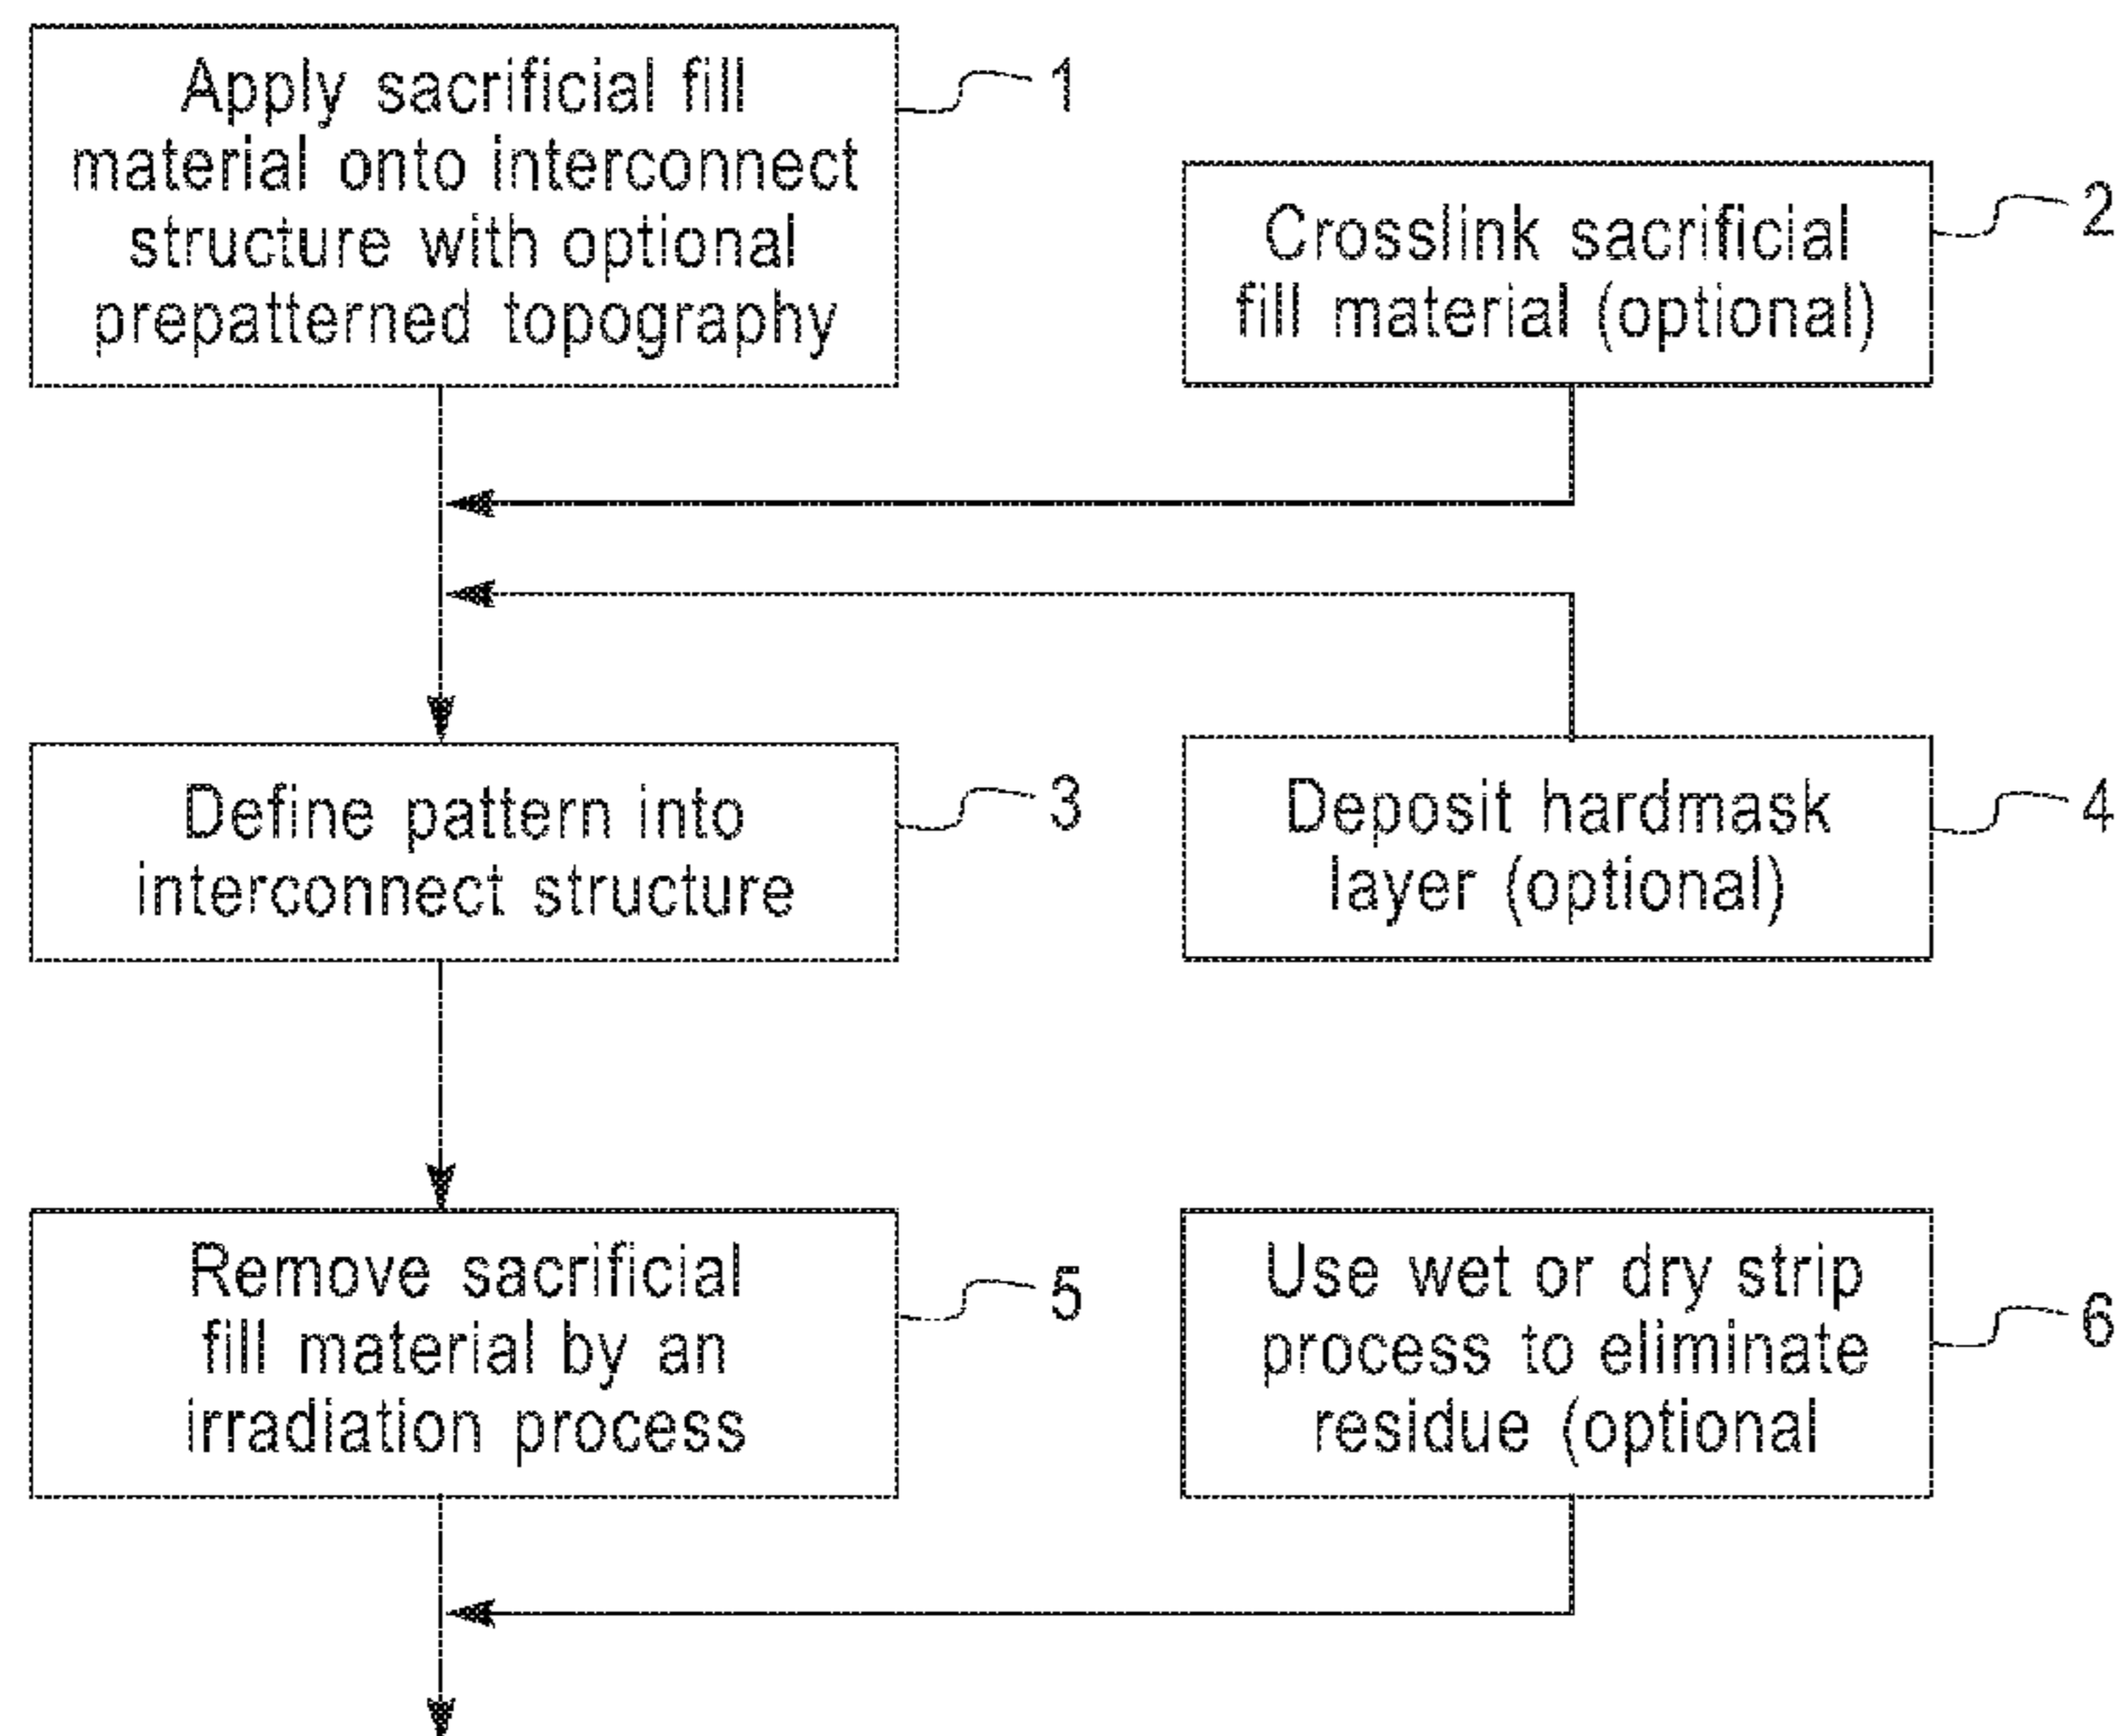 Apply sacrificial fill
material onto interconnect
structure with optional
prepatterned topography
1
Crosslink sacrificial
fill material (optional)
2
Define pattern into
interconnect structure
3
Deposit hardmask
layer (optional)
4
Remove sacrificial
fill material by an
irradiation process
5
Use wet or dry strip
process to eliminate
residue (optional
6